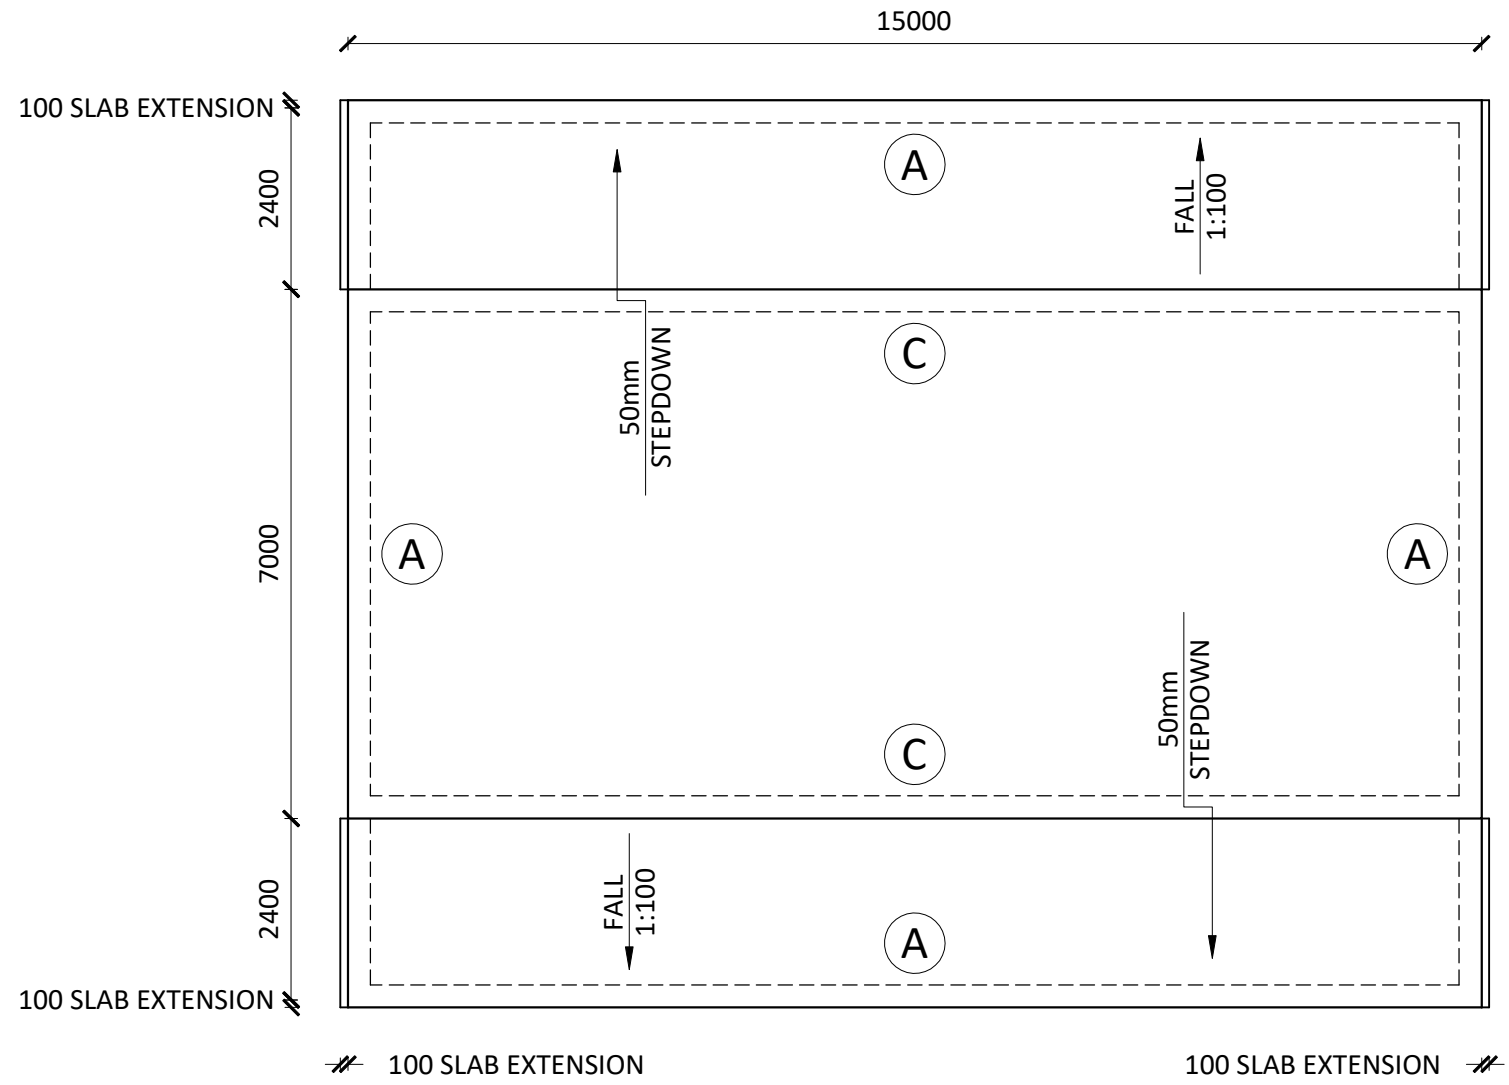 15000
100 SLAB EXTENSION
2400
A
FALL
1:100
50mm
STEPDOWN
C
7000
A
A
50mm
STEPDOWN
C
2400
FALL
1:100
A
100 SLAB EXTENSION
100 SLAB EXTENSION
100 SLAB EXTENSION